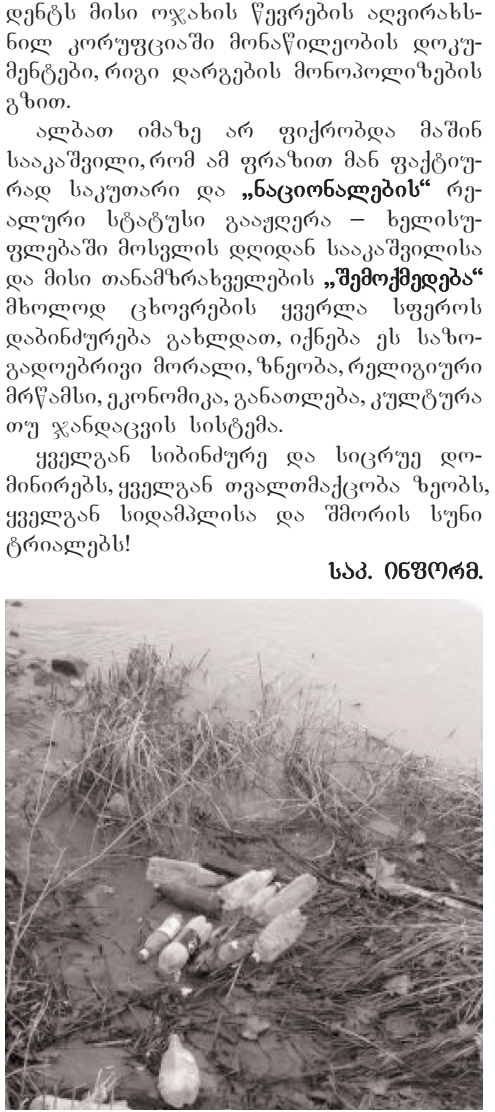 დენტს მისი ოჯახის წევრების აღვირახს-
ნილ კორუფციაში მონაწილეობის დოკუ-
მენტები, რიგი დარგების მონოპოლიზების
გზით.
ალბათ იმაზე არ ფიქრობდა მაშინ
სააკაშვილი, რომ ამ ფრაზით მან ფაქტიუ-
რად საკუთარი და „ნაციონალების“ რე-
ალური სტატუსი გააჟღერა – ხელისუ-
ფლებაში მოსვლის დღიდან სააკაშვილისა
და მისი თანამზრახველების „შემოქმედება“
მხოლოდ ცხოვრების ყველა სფეროს
დაბინძურება გახლდათ, იქნება ეს საზო-
გადოებრივი მორალი, ზნეობა, რელიგიური
მრწამსი, ეკონომიკა, განათლება, კულტურა
თუ ჯანდაცვის სისტემა.
ყველგან სიბინძურე და სიცრუე დო-
მინირებს, ყველგან თვალთმაქცობა ზეობს,
ყველგან სიდამპლისა და შმორის სუნი
ტრიალებს!
საკ. ინფორმ.